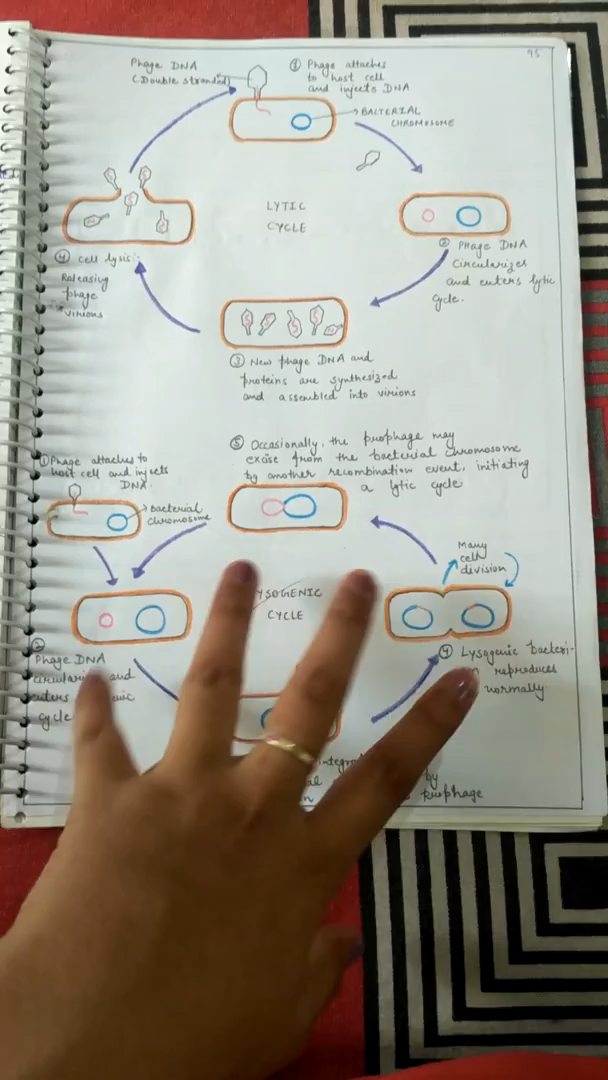 95
Phage DNA
(Double stranded)
① Phage attaches
to host cell
and injects DNA
BACTERIAL
CHROMOSOME
LYTIC
CYCLE
② Phage DNA
Circularizes
and enters lytic
cycle.
③ New phage DNA and
proteins are synthesized
and assembled into virions
④ Cell lysis:
Releasing
phage
virions
① Phage attaches to
host cell and injects
DNA.
bacterial
chromosome
⑤ Occasionally, the prophage may
excise from the bacterial chromosome
by another recombination event, initiating
a lytic cycle
Many
cell
division
YSOGENIC
CYCLE
Phage DNA
and
cycle
④ Lysogenic bacteri-
reproduces
normally
by
prophage